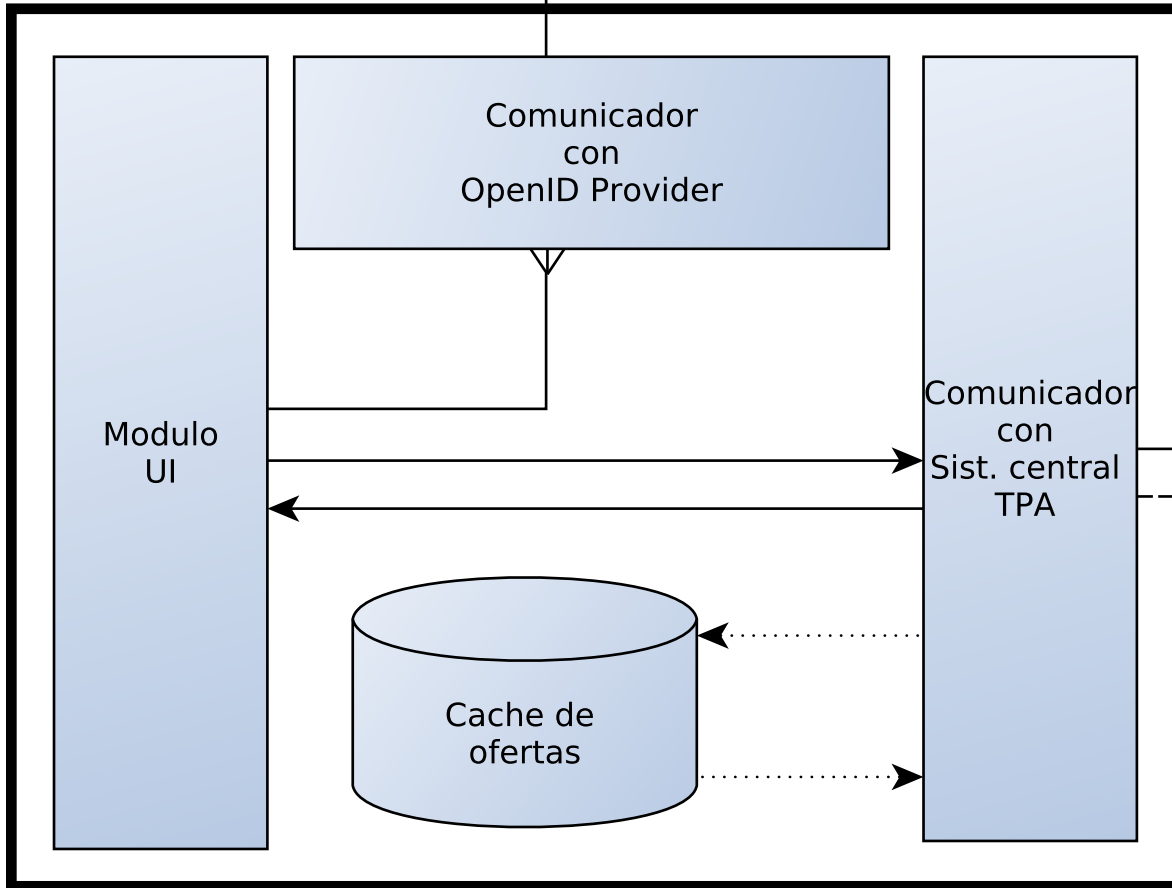 Comunicador
con
OpenID Provider
Modulo
UI
Comunicador
con
Sist. central
TPA
Cache de
ofertas